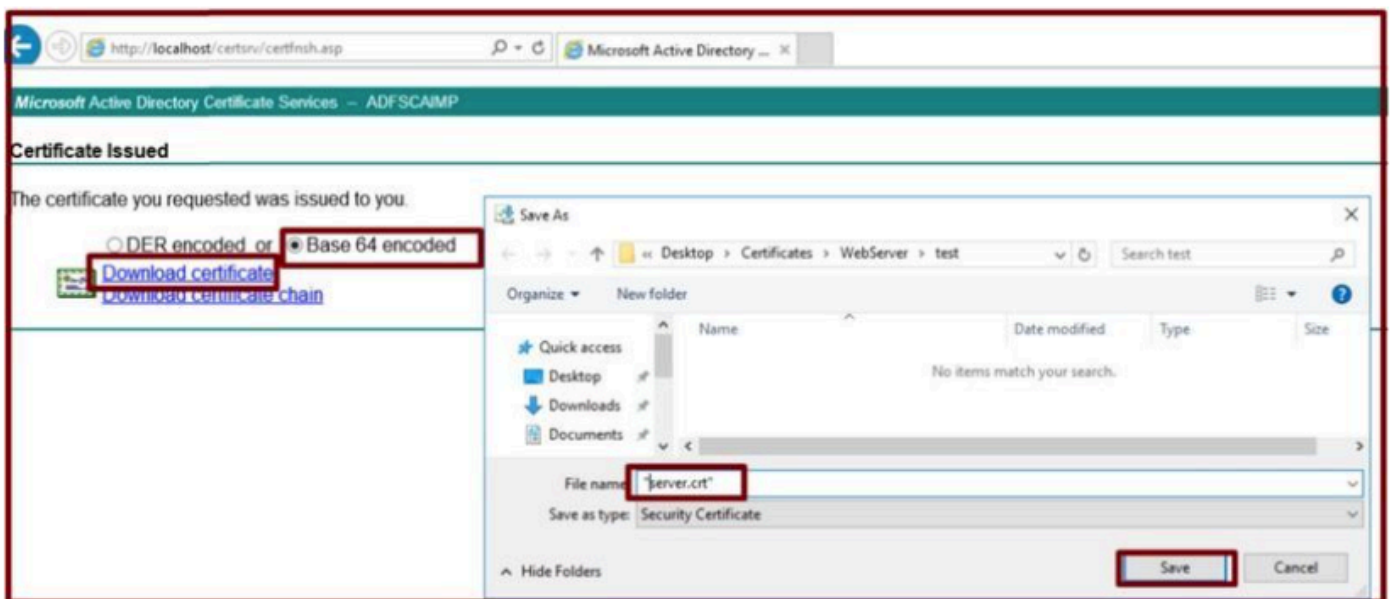 http://localhost/certsrv/certfnsh.asp
Microsoft Active Directory ...
Microsoft Active Directory Certificate Services -- ADFSCAIMP
Certificate Issued
The certificate you requested was issued to you.
DER encoded or Base 64 encoded
Download certificate
Download certificate chain
Save As
« Desktop › Certificates › WebServer › test
Search test
Organize
New folder
Name
Date modified
Type
Size
Quick access
No items match your search.
Desktop
Downloads
Documents
File name
"server.crt"
Save as type: Security Certificate
Hide Folders
Save
Cancel